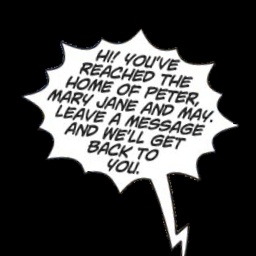 HI! YOU'VE
REACHED THE
HOME OF PETER,
MARY JANE AND MAY.
LEAVE A MESSAGE
AND WE'LL GET
BACK TO
YOU.